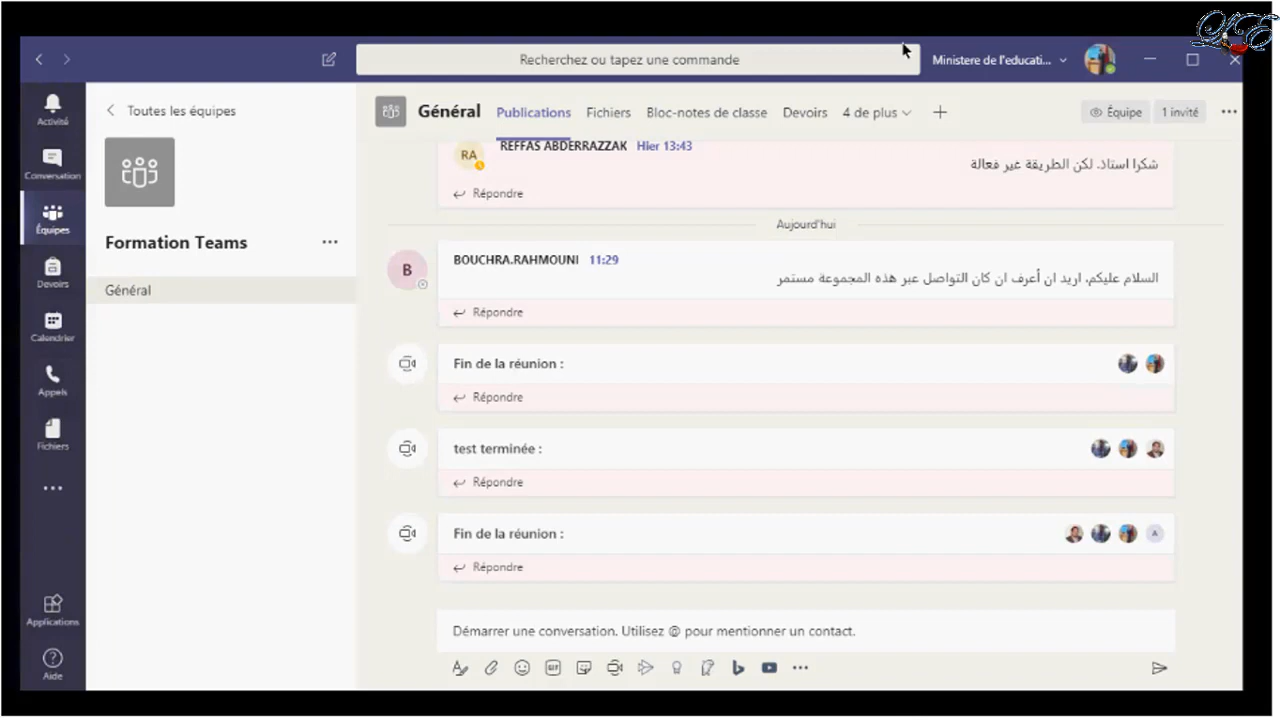 Recherchez ou tapez une commande
Ministere de l'educati...
Activité
Conversation
Équipes
Devoirs
Calendrier
Appels
Fichiers
Applications
Aide
Toutes les équipes
Formation Teams
Général
Général
Publications
Fichiers
Bloc-notes de classe
Devoirs
4 de plus
Équipe
1 invité
RA
REFFAS ABDERRAZZAK Hier 13:43
شكرا استاذ. لكن الطريقة غير فعالة
Répondre
Aujourd'hui
B
BOUCHRA.RAHMOUNI 11:29
السلام عليكم، اريد ان أعرف ان كان التواصل عبر هذه المجموعة مستمر
Répondre
Fin de la réunion :
Répondre
test terminée :
Répondre
Fin de la réunion :
A
Répondre
Démarrer une conversation. Utilisez @ pour mentionner un contact.
GIF